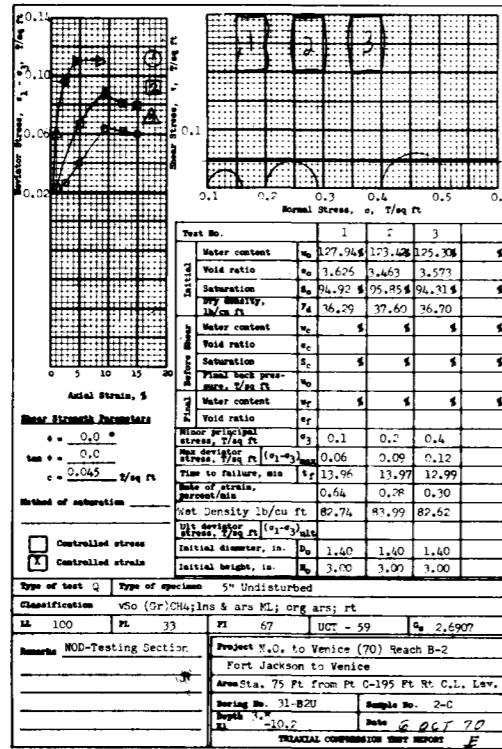 0.11
0.10
0.06
0.02
Deviator Stress, σ1 - σ3, T/sq ft
0 5 10 15 20
Axial Strain, %
1 2 3
Shear Stress, τ, T/sq ft
0.1
0.1 0.2 0.3 0.4 0.5 0.6
Normal Stress, σ, T/sq ft
Shear Strength Parameters
φ = 0.0 °
tan φ = 0.0
c = 0.045 T/sq ft
Method of saturation
Controlled stress
X Controlled strain
Test No. 1 2 3
Initial
Water content wo 127.94% 123.42% 125.30% %
Void ratio eo 3.626 3.463 3.573
Saturation So 94.92 % 95.85% 94.31% %
Dry density, lb/cu ft γd 36.29 37.60 36.70
Before Shear
Water content wc % % % %
Void ratio ec
Saturation Sc % % % %
Final back pressure, T/sq ft uo
Final
Water content wf % % % %
Void ratio ef
Minor principal stress, T/sq ft σ3 0.1 0.2 0.4
Max deviator stress, T/sq ft (σ1-σ3)max 0.06 0.09 0.12
Time to failure, min tf 13.96 13.97 12.99
Rate of strain, percent/min 0.64 0.28 0.30
Wet Density lb/cu ft 82.74 83.99 82.62
Ult deviator stress, T/sq ft (σ1-σ3)ult
Initial diameter, in. Do 1.40 1.40 1.40
Initial height, in. Ho 3.00 3.00 3.00
Type of test Q Type of specimen 5" Undisturbed
Classification vSo (Gr)CH4;lns & ars ML; org ars; rt
LL 100 PL 33 PI 67 UCT - 59 Gs 2.6907
Remarks NOD-Testing Section
Project N.O. to Venice (70) Reach B-2
Fort Jackson to Venice
Area Sta. 75 Ft from Pt C-195 Ft Rt C.L. Lev.
Boring No. 31-B2U Sample No. 2-C
Depth El -10.2 Date 6 OCT 70
TRIAXIAL COMPRESSION TEST REPORT